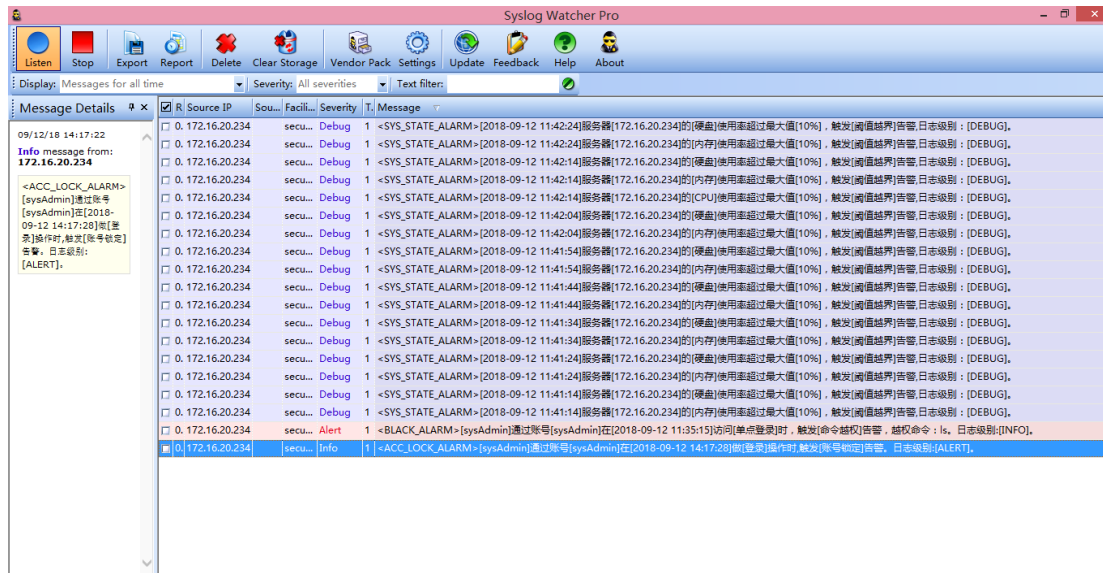 Syslog Watcher Pro
Listen Stop Export Report Delete Clear Storage Vendor Pack Settings Update Feedback Help About
Display: Messages for all time Severity: All severities Text filter:
Message Details R Source IP Sou... Facili... Severity T. Message
09/12/18 14:17:22
Info message from:
172.16.20.234
<ACC_LOCK_ALARM>
[sysAdmin]通过账号
[sysAdmin]在[2018-
09-12 14:17:28]做[登
录]操作时,触发[账号锁定]
告警。日志级别:
[ALERT]。
0. 172.16.20.234 secu... Debug 1 <SYS_STATE_ALARM>[2018-09-12 11:42:24]服务器[172.16.20.234]的[硬盘]使用率超过最大值[10%]，触发[阈值越界]告警,日志级别：[DEBUG]。
0. 172.16.20.234 secu... Debug 1 <SYS_STATE_ALARM>[2018-09-12 11:42:24]服务器[172.16.20.234]的[内存]使用率超过最大值[10%]，触发[阈值越界]告警,日志级别：[DEBUG]。
0. 172.16.20.234 secu... Debug 1 <SYS_STATE_ALARM>[2018-09-12 11:42:14]服务器[172.16.20.234]的[硬盘]使用率超过最大值[10%]，触发[阈值越界]告警,日志级别：[DEBUG]。
0. 172.16.20.234 secu... Debug 1 <SYS_STATE_ALARM>[2018-09-12 11:42:14]服务器[172.16.20.234]的[内存]使用率超过最大值[10%]，触发[阈值越界]告警,日志级别：[DEBUG]。
0. 172.16.20.234 secu... Debug 1 <SYS_STATE_ALARM>[2018-09-12 11:42:14]服务器[172.16.20.234]的[CPU]使用率超过最大值[10%]，触发[阈值越界]告警,日志级别：[DEBUG]。
0. 172.16.20.234 secu... Debug 1 <SYS_STATE_ALARM>[2018-09-12 11:42:04]服务器[172.16.20.234]的[硬盘]使用率超过最大值[10%]，触发[阈值越界]告警,日志级别：[DEBUG]。
0. 172.16.20.234 secu... Debug 1 <SYS_STATE_ALARM>[2018-09-12 11:42:04]服务器[172.16.20.234]的[内存]使用率超过最大值[10%]，触发[阈值越界]告警,日志级别：[DEBUG]。
0. 172.16.20.234 secu... Debug 1 <SYS_STATE_ALARM>[2018-09-12 11:41:54]服务器[172.16.20.234]的[硬盘]使用率超过最大值[10%]，触发[阈值越界]告警,日志级别：[DEBUG]。
0. 172.16.20.234 secu... Debug 1 <SYS_STATE_ALARM>[2018-09-12 11:41:54]服务器[172.16.20.234]的[内存]使用率超过最大值[10%]，触发[阈值越界]告警,日志级别：[DEBUG]。
0. 172.16.20.234 secu... Debug 1 <SYS_STATE_ALARM>[2018-09-12 11:41:44]服务器[172.16.20.234]的[硬盘]使用率超过最大值[10%]，触发[阈值越界]告警,日志级别：[DEBUG]。
0. 172.16.20.234 secu... Debug 1 <SYS_STATE_ALARM>[2018-09-12 11:41:44]服务器[172.16.20.234]的[内存]使用率超过最大值[10%]，触发[阈值越界]告警,日志级别：[DEBUG]。
0. 172.16.20.234 secu... Debug 1 <SYS_STATE_ALARM>[2018-09-12 11:41:34]服务器[172.16.20.234]的[硬盘]使用率超过最大值[10%]，触发[阈值越界]告警,日志级别：[DEBUG]。
0. 172.16.20.234 secu... Debug 1 <SYS_STATE_ALARM>[2018-09-12 11:41:34]服务器[172.16.20.234]的[内存]使用率超过最大值[10%]，触发[阈值越界]告警,日志级别：[DEBUG]。
0. 172.16.20.234 secu... Debug 1 <SYS_STATE_ALARM>[2018-09-12 11:41:24]服务器[172.16.20.234]的[硬盘]使用率超过最大值[10%]，触发[阈值越界]告警,日志级别：[DEBUG]。
0. 172.16.20.234 secu... Debug 1 <SYS_STATE_ALARM>[2018-09-12 11:41:24]服务器[172.16.20.234]的[内存]使用率超过最大值[10%]，触发[阈值越界]告警,日志级别：[DEBUG]。
0. 172.16.20.234 secu... Debug 1 <SYS_STATE_ALARM>[2018-09-12 11:41:14]服务器[172.16.20.234]的[硬盘]使用率超过最大值[10%]，触发[阈值越界]告警,日志级别：[DEBUG]。
0. 172.16.20.234 secu... Debug 1 <SYS_STATE_ALARM>[2018-09-12 11:41:14]服务器[172.16.20.234]的[内存]使用率超过最大值[10%]，触发[阈值越界]告警,日志级别：[DEBUG]。
0. 172.16.20.234 secu... Alert 1 <BLACK_ALARM>[sysAdmin]通过账号[sysAdmin]在[2018-09-12 11:35:15]访问[单点登录]时，触发[命令越权]告警，越权命令：ls。日志级别:[INFO]。
0. 172.16.20.234 secu... Info 1 <ACC_LOCK_ALARM>[sysAdmin]通过账号[sysAdmin]在[2018-09-12 14:17:28]做[登录]操作时,触发[账号锁定]告警。日志级别:[ALERT]。